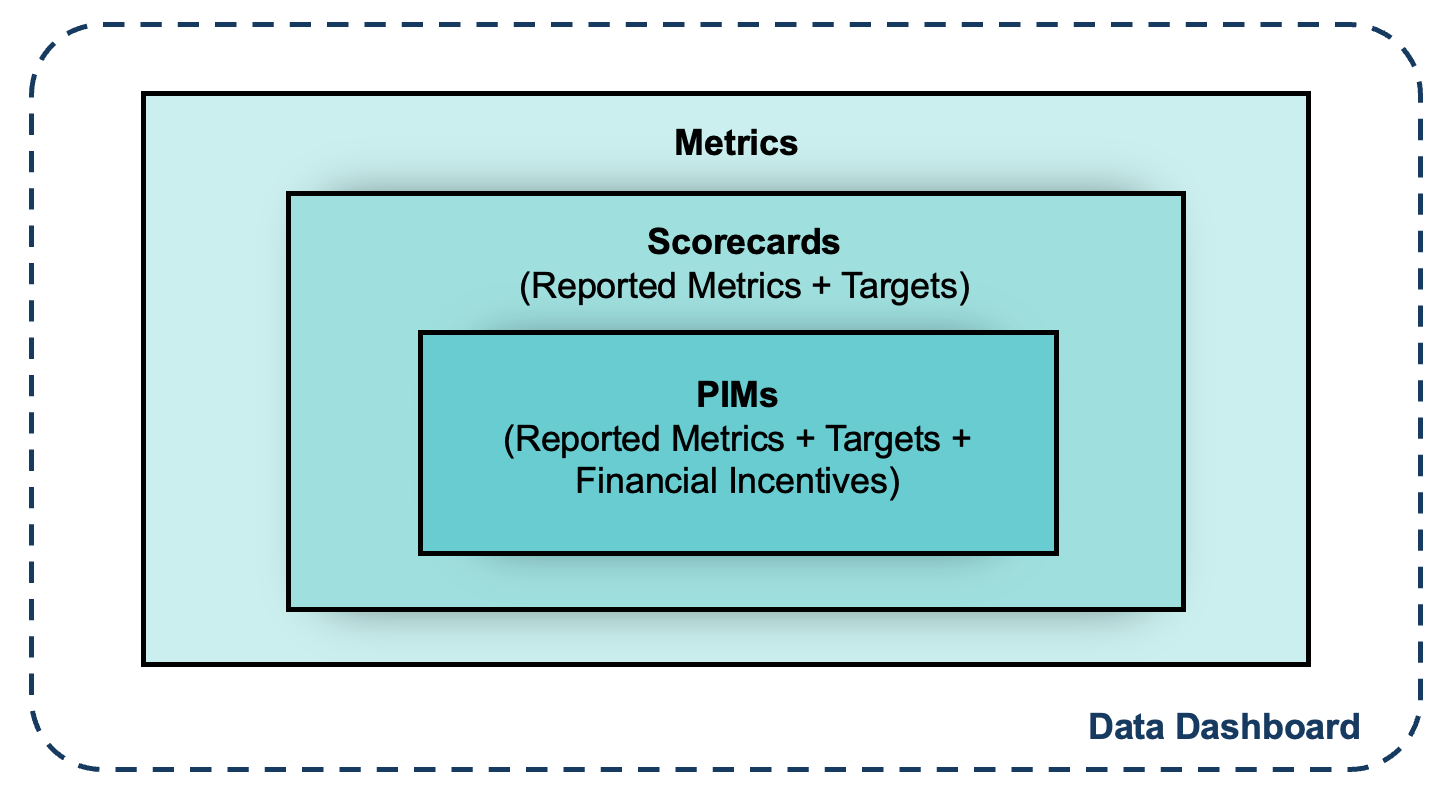 Metrics
Scorecards
(Reported Metrics + Targets)
PIMs
(Reported Metrics + Targets +
Financial Incentives)
Data Dashboard